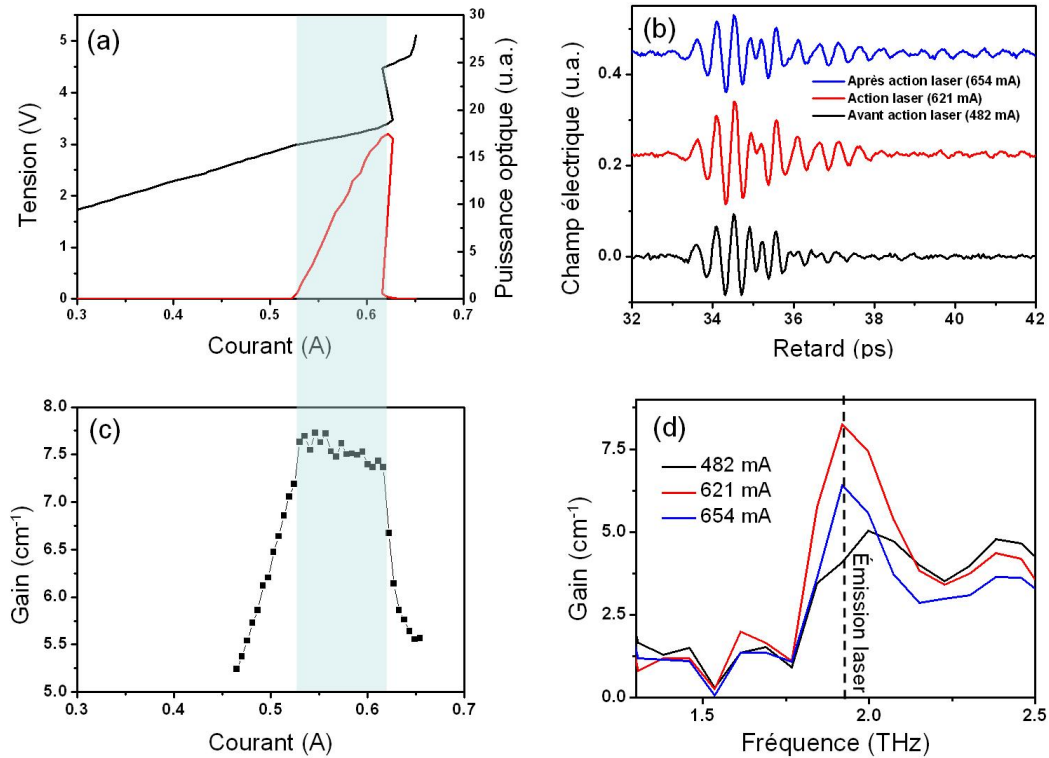 (a)
Tension (V)
5
4
3
2
1
0
30
25
20
15
10
5
0
Puissance optique (u.a.)
0.3 0.4 0.5 0.6 0.7
Courant (A)
(b)
Champ électrique (u.a.)
0.4
0.2
0.0
Après action laser (654 mA)
Action laser (621 mA)
Avant action laser (482 mA)
32 34 36 38 40 42
Retard (ps)
(c)
Gain (cm-1)
8.0
7.5
7.0
6.5
6.0
5.5
5.0
0.3 0.4 0.5 0.6 0.7
Courant (A)
(d)
Gain (cm-1)
7.5
5.0
2.5
0.0
482 mA
621 mA
654 mA
Émission laser
1.5 2.0 2.5
Fréquence (THz)